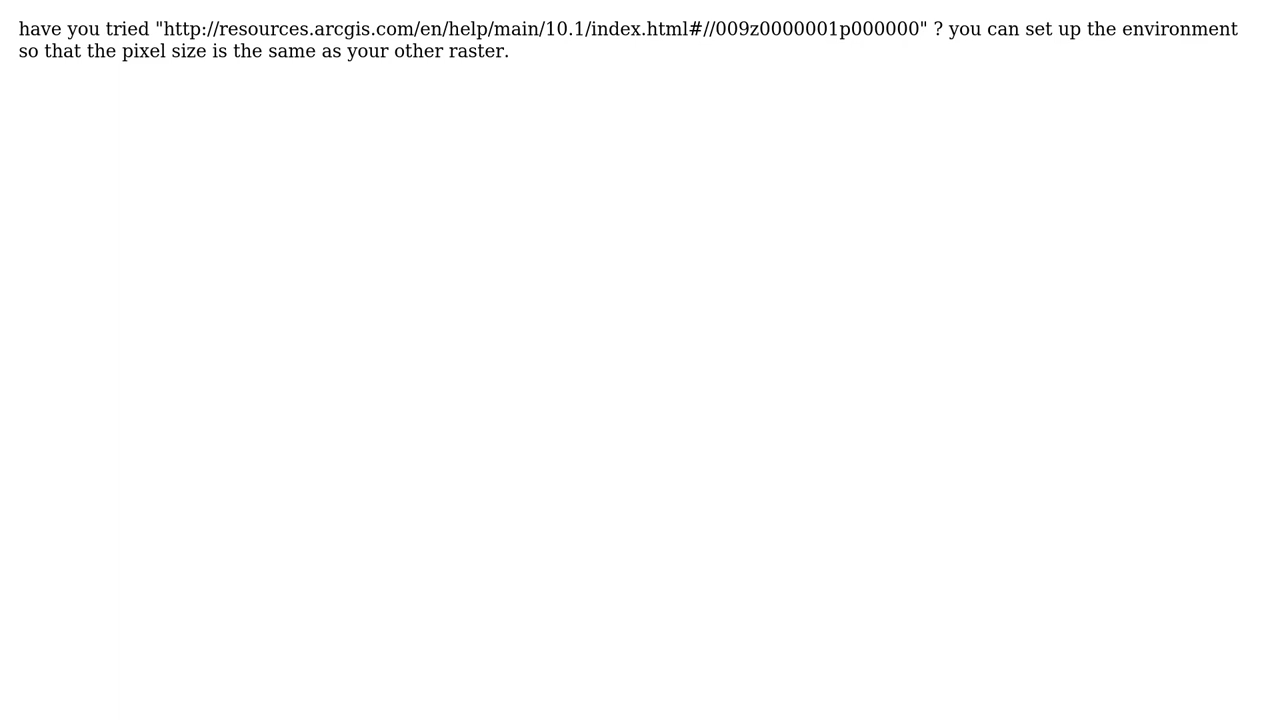 have you tried "http://resources.arcgis.com/en/help/main/10.1/index.html#//009z0000001p000000" ? you can set up the environment
so that the pixel size is the same as your other raster.